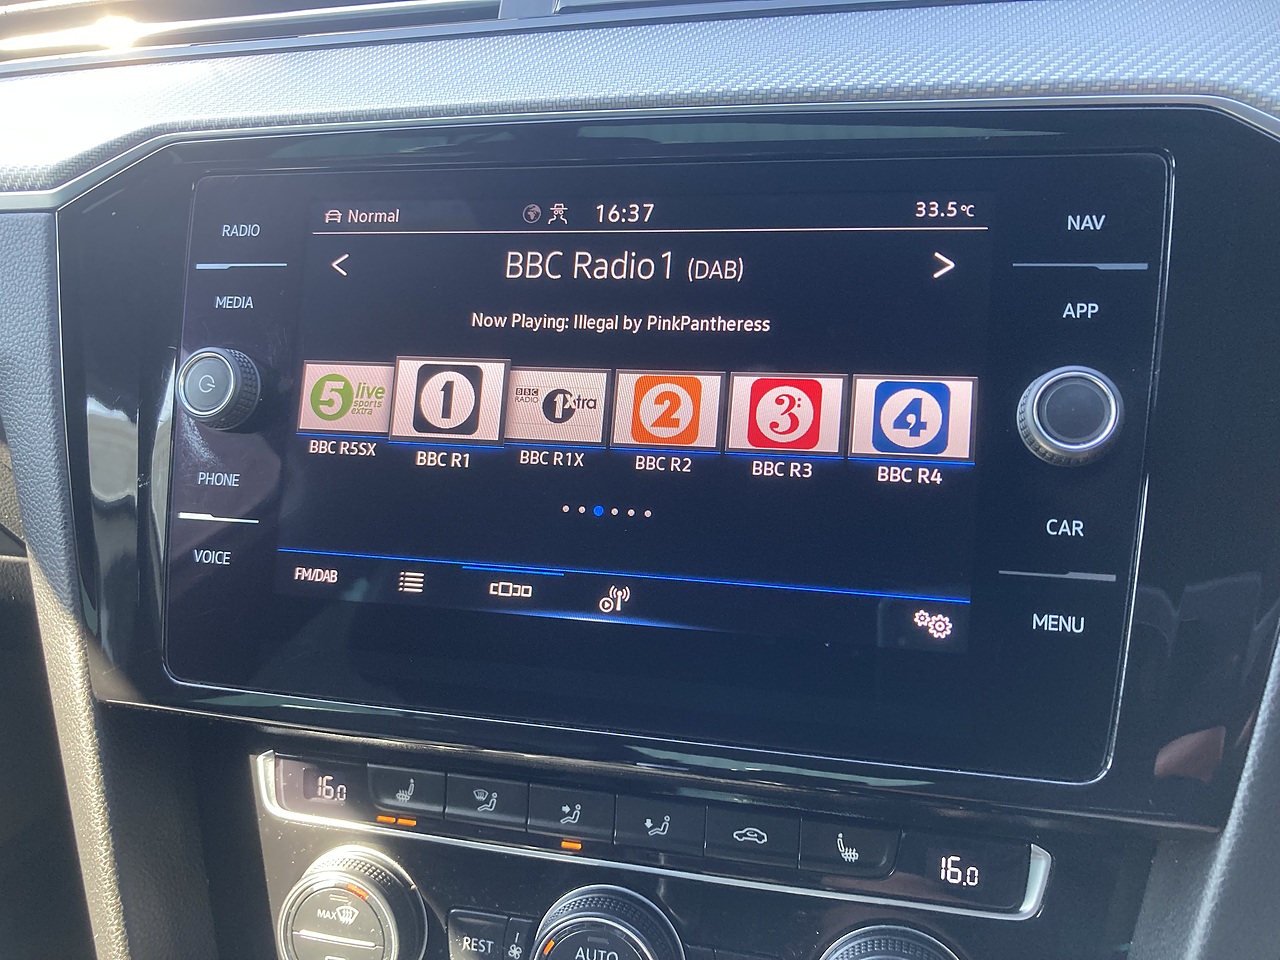 RADIO
MEDIA
PHONE
VOICE
Normal
16:37
33.5°C
BBC Radio 1 (DAB)
Now Playing: Illegal by PinkPantheress
5 live
sports
extra
1
BBC
RADIO
1Xtra
2
3
4
BBC R5SX
BBC R1
BBC R1X
BBC R2
BBC R3
BBC R4
FM/DAB
NAV
APP
CAR
MENU
16.0
16.0
MAX
REST
AUTO